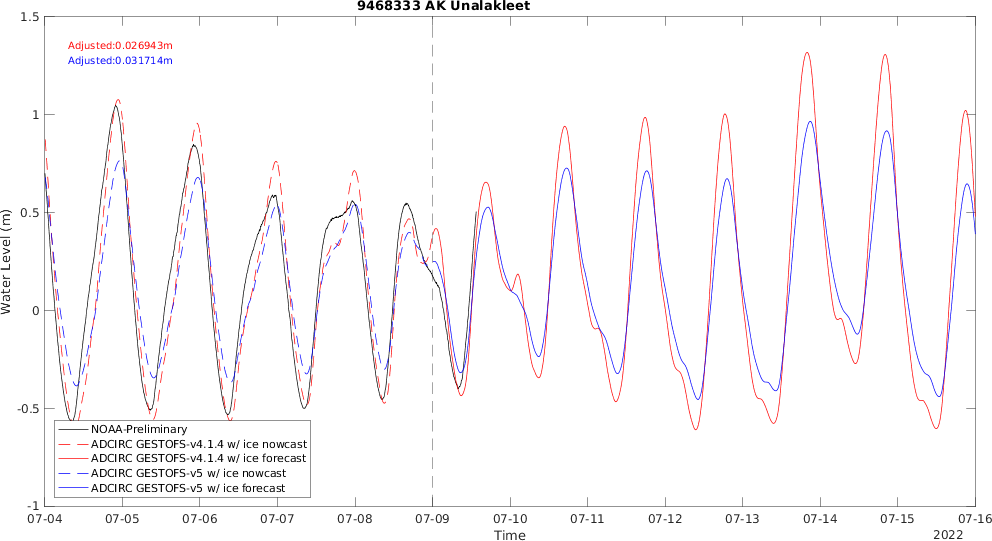 9468333 AK Unalakleet
Adjusted:0.026943m
Adjusted:0.031714m
Water Level (m)
1.5
1
0.5
0
-0.5
-1
NOAA-Preliminary
ADCIRC GESTOFS-v4.1.4 w/ ice nowcast
ADCIRC GESTOFS-v4.1.4 w/ ice forecast
ADCIRC GESTOFS-v5 w/ ice nowcast
ADCIRC GESTOFS-v5 w/ ice forecast
07-04 07-05 07-06 07-07 07-08 07-09 07-10 07-11 07-12 07-13 07-14 07-15 07-16
Time
2022